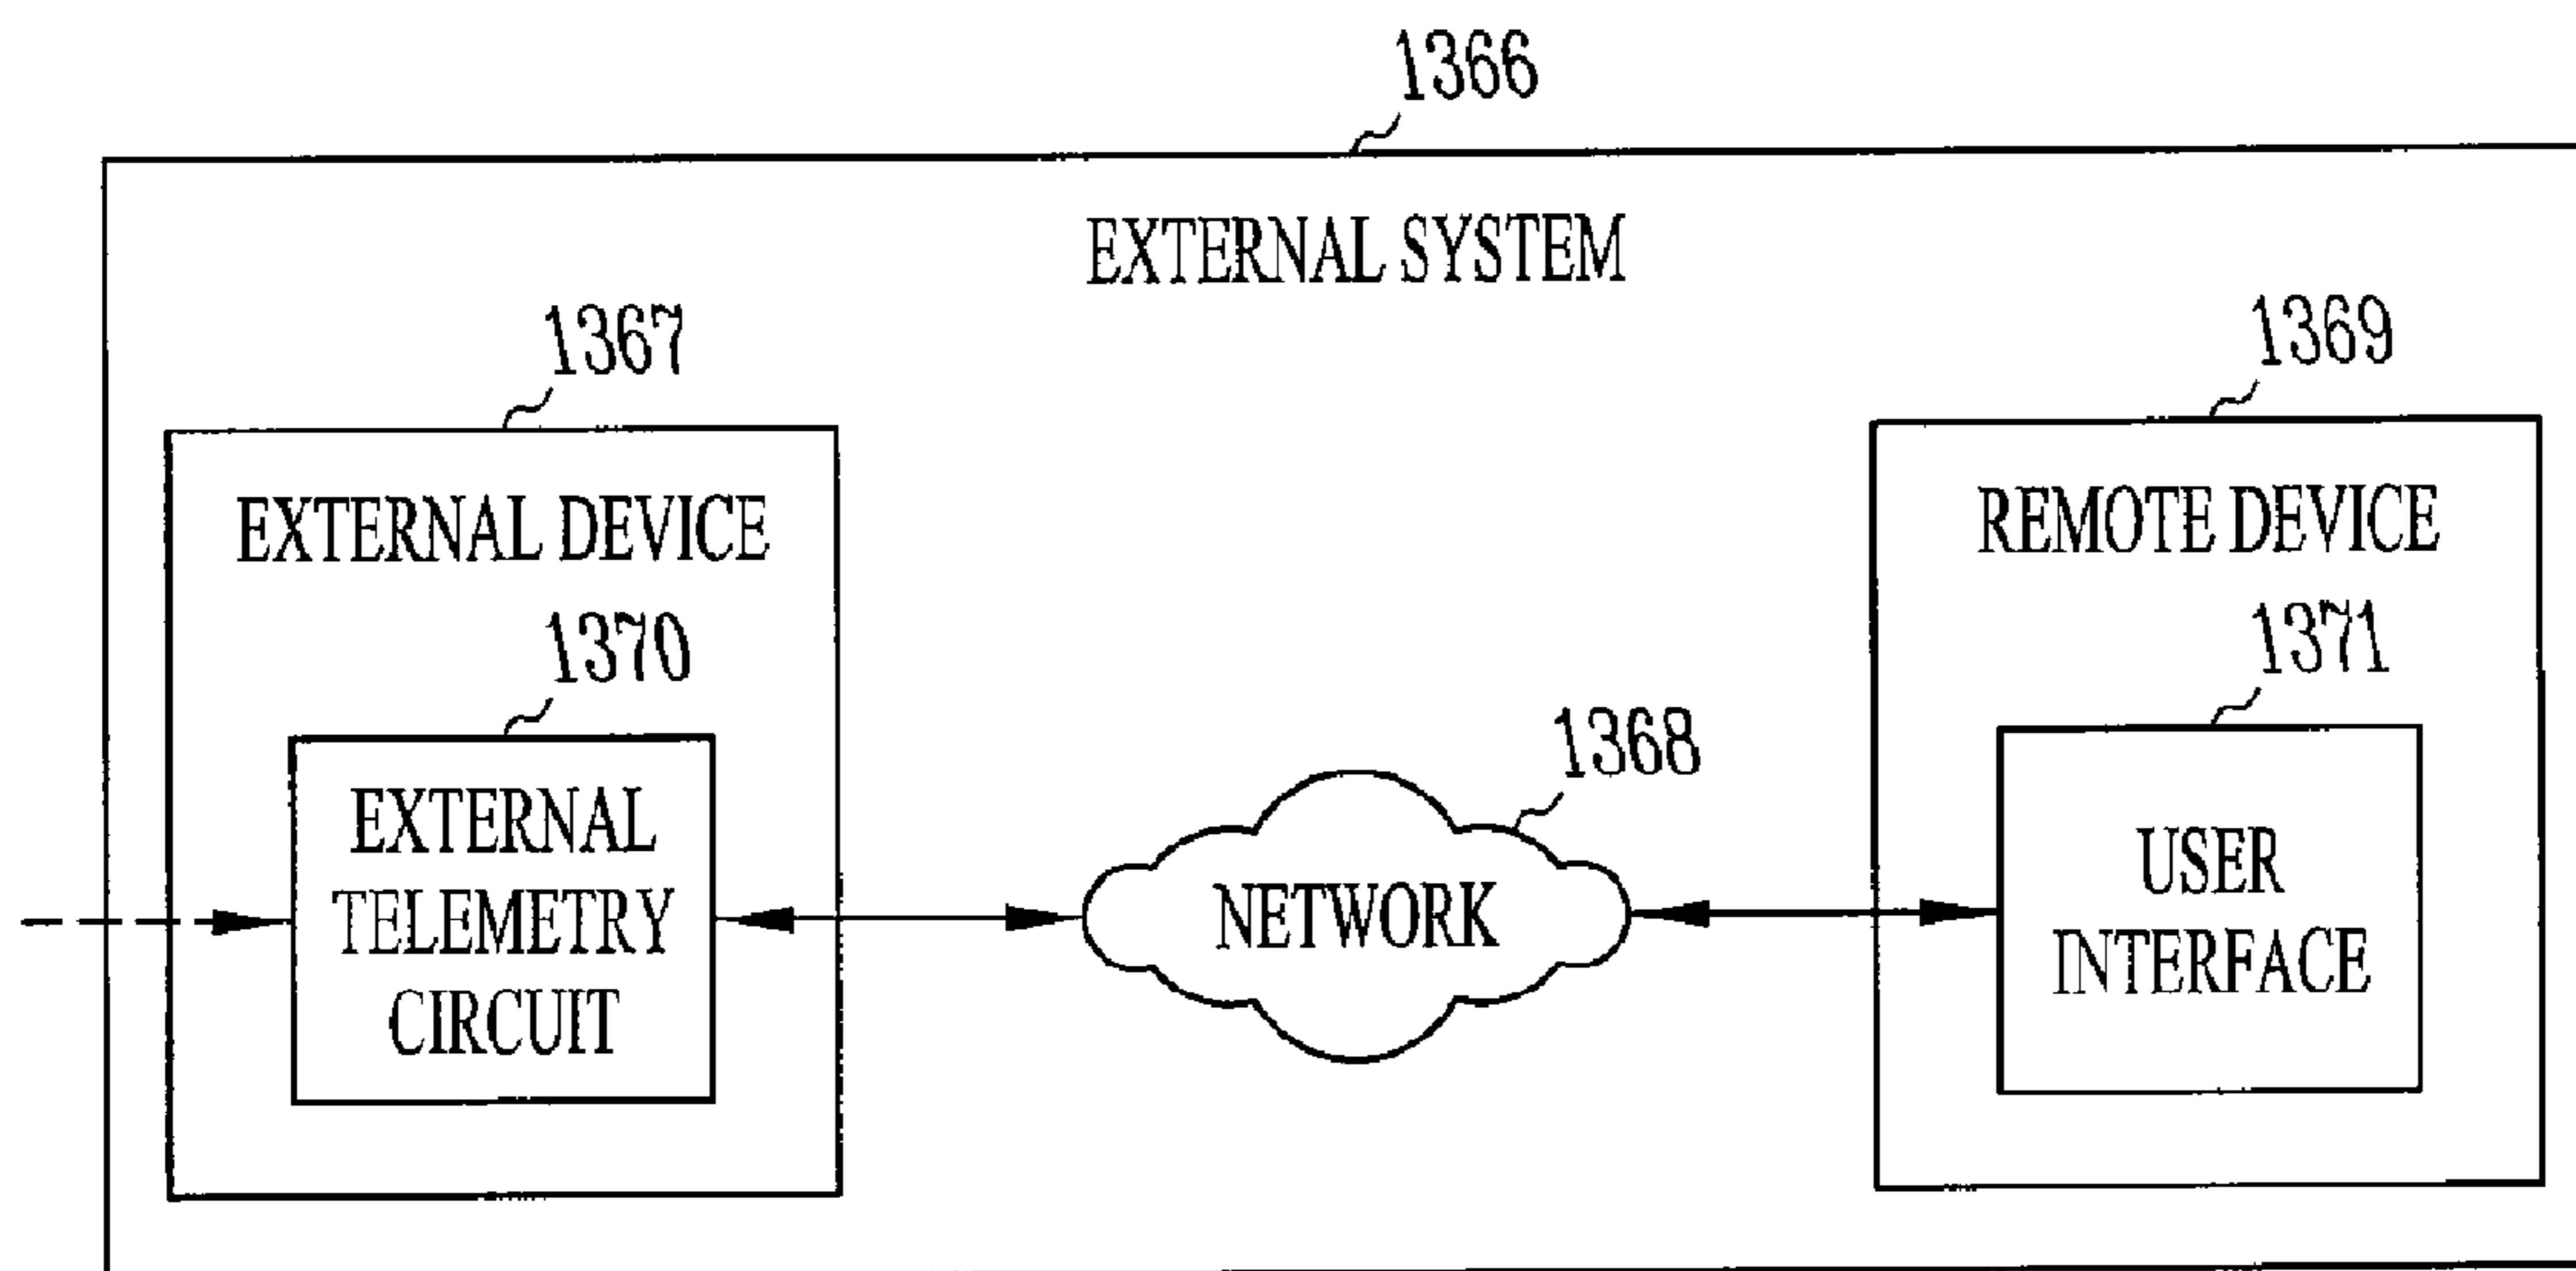 1366
EXTERNAL SYSTEM
1367
1369
EXTERNAL DEVICE
REMOTE DEVICE
1370
1371
EXTERNAL
TELEMETRY
CIRCUIT
1368
NETWORK
USER
INTERFACE